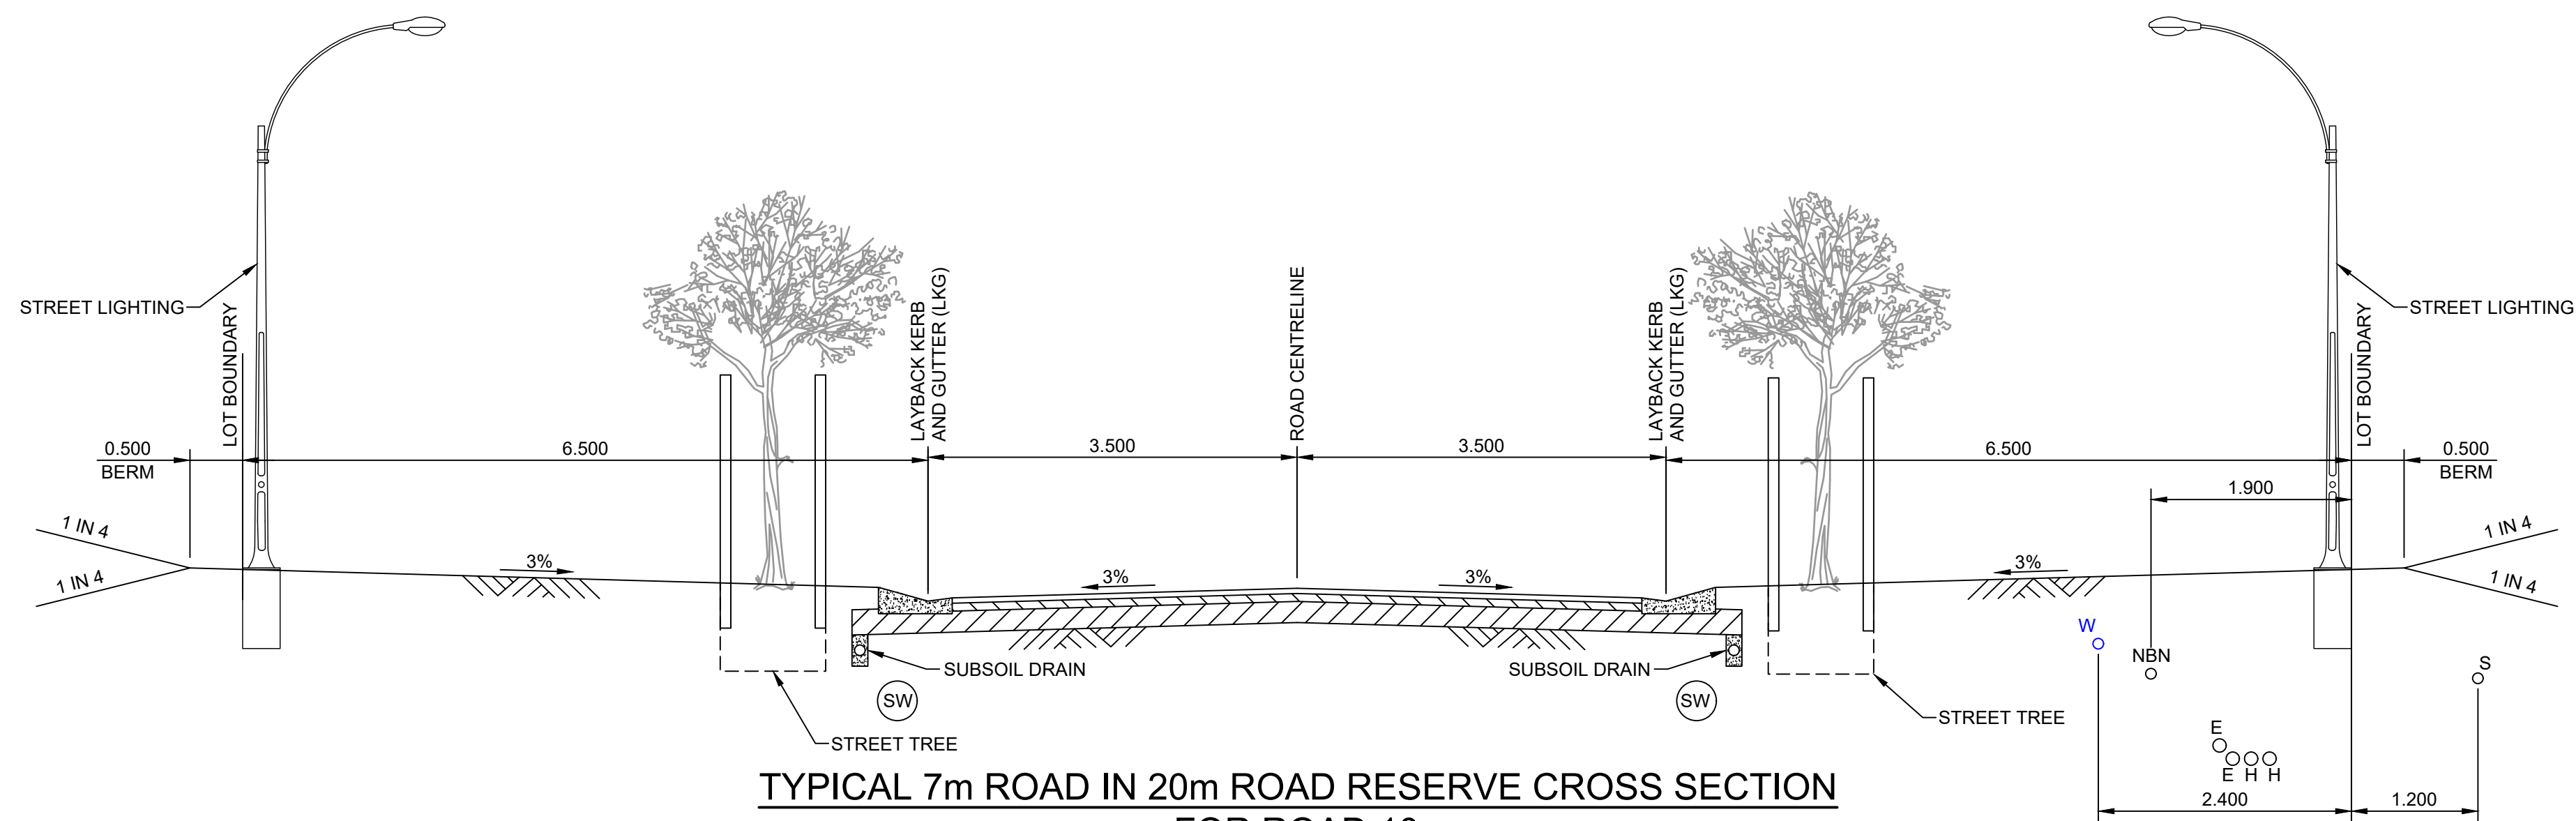 STREET LIGHTING
LOT BOUNDARY
LAYBACK KERB
AND GUTTER (LKG)
ROAD CENTRELINE
LAYBACK KERB
AND GUTTER (LKG)
LOT BOUNDARY
STREET LIGHTING
0.500
BERM
6.500
3.500
3.500
6.500
0.500
BERM
1.900
1 IN 4
1 IN 4
3%
3%
3%
3%
1 IN 4
1 IN 4
W
NBN
S
SUBSOIL DRAIN
SUBSOIL DRAIN
SW
SW
STREET TREE
STREET TREE
E
E H H
TYPICAL 7m ROAD IN 20m ROAD RESERVE CROSS SECTION
2.400
1.200